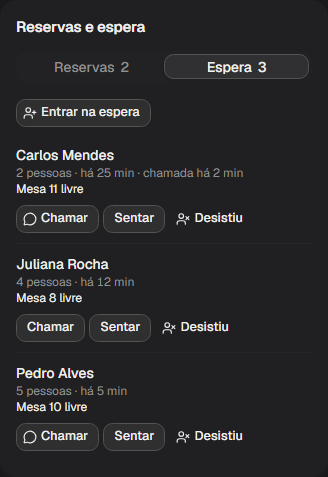 Reservas e espera
Reservas 2
Espera 3
Entrar na espera
Carlos Mendes
2 pessoas · há 25 min · chamada há 2 min
Mesa 11 livre
Chamar
Sentar
Desistiu
Juliana Rocha
4 pessoas · há 12 min
Mesa 8 livre
Chamar
Sentar
Desistiu
Pedro Alves
5 pessoas · há 5 min
Mesa 10 livre
Chamar
Sentar
Desistiu